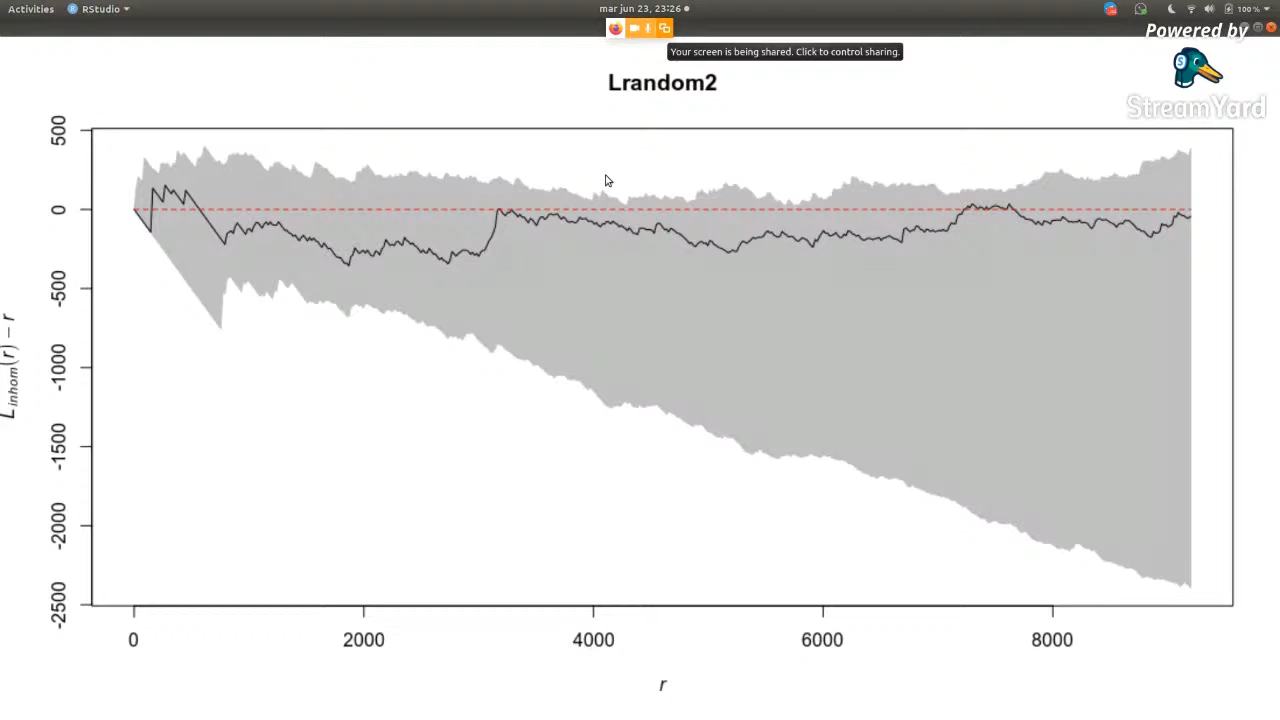 Activities RStudio mar jun 23, 23:26 100 %
Powered by
Your screen is being shared. Click to control sharing.
StreamYard
Lrandom2
500
0
-500
-1000
-1500
-2000
-2500
L inhom (r) − r
0 2000 4000 6000 8000
r